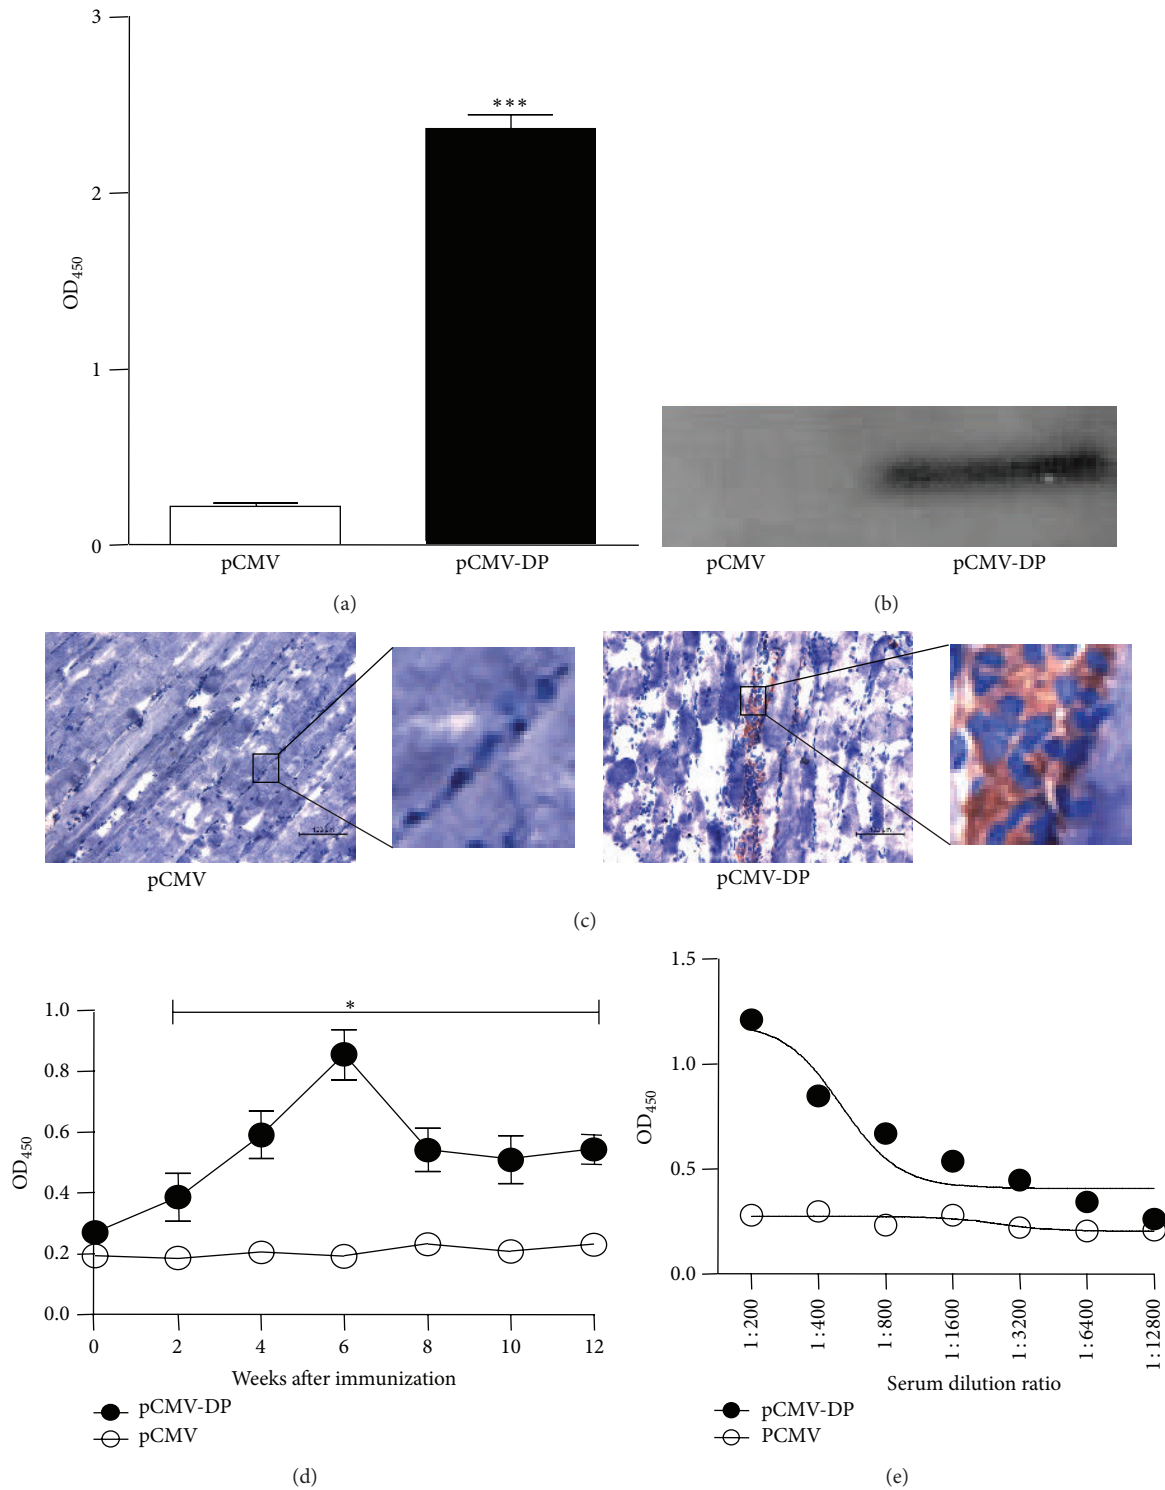 3
***
2
OD450
1
0
pCMV
pCMV-DP
(a)
pCMV
pCMV-DP
(b)
pCMV
pCMV-DP
(c)
1.0
0.8
0.6
0.4
0.2
0.0
OD450
*
0 2 4 6 8 10 12
Weeks after immunization
pCMV-DP
pCMV
(d)
1.5
1.0
0.5
0.0
OD450
1:200
1:400
1:800
1:1600
1:3200
1:6400
1:12800
Serum dilution ratio
pCMV-DP
PCMV
(e)